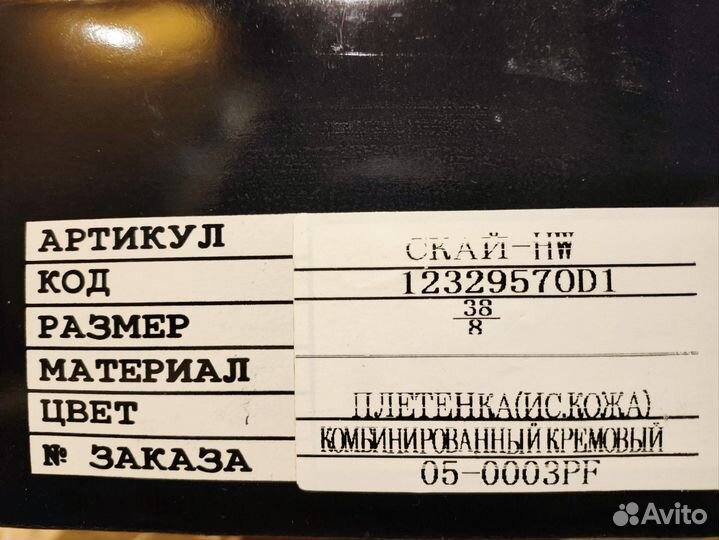 АРТИКУЛ СКАЙ-HW
КОД 12329570D1
РАЗМЕР 38/8
МАТЕРИАЛ ПЛЕТЕНКА(ИС.КОЖА)
ЦВЕТ КОМБИНИРОВАННЫЙ КРЕМОВЫЙ
№ ЗАКАЗА 05-0003PF
Avito